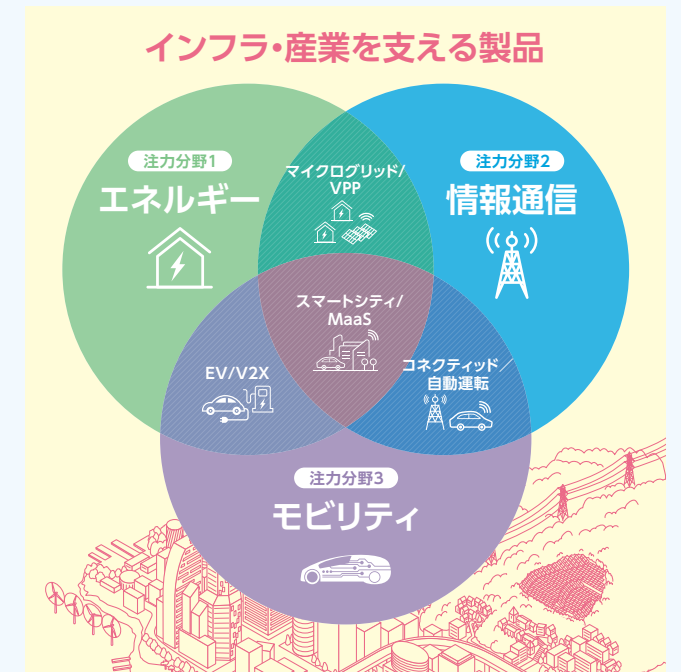 インフラ・産業を支える製品
注力分野1
エネルギー
注力分野2
情報通信
マイクログリッド/
VPP
スマートシティ/
MaaS
EV/V2X
コネクティッド/
自動運転
注力分野3
モビリティ